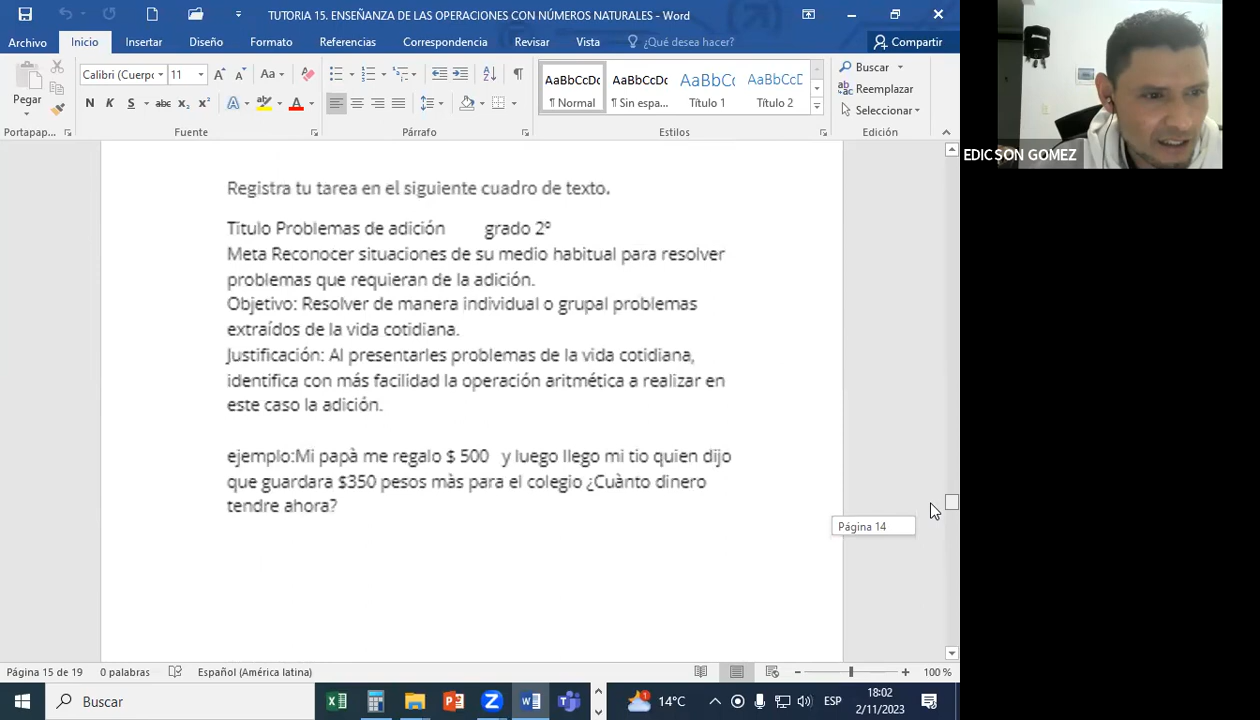 TUTORIA 15. ENSEÑANZA DE LAS OPERACIONES CON NÚMEROS NATURALES - Word
Archivo Inicio Insertar Diseño Formato Referencias Correspondencia Revisar Vista ¿Qué desea hacer? Compartir
Pegar
Calibri (Cuerpo 11
Aa
N K S abc x₂ x² A A
AaBbCcDc AaBbCcDc AaBbCc AaBbCcD
¶ Normal ¶ Sin espa... Título 1 Título 2
Buscar
Reemplazar
Seleccionar
Portapap... Fuente Párrafo Estilos Edición
EDICSON GOMEZ
Registra tu tarea en el siguiente cuadro de texto.
Titulo Problemas de adición grado 2º
Meta Reconocer situaciones de su medio habitual para resolver
problemas que requieran de la adición.
Objetivo: Resolver de manera individual o grupal problemas
extraídos de la vida cotidiana.
Justificación: Al presentarles problemas de la vida cotidiana,
identifica con más facilidad la operación aritmética a realizar en
este caso la adición.
ejemplo:Mi papà me regalo $ 500 y luego llego mi tio quien dijo
que guardara $350 pesos màs para el colegio ¿Cuànto dinero
tendre ahora?
Página 14
Página 15 de 19 0 palabras Español (América latina) 100 %
Buscar
14°C
ESP
18:02
2/11/2023